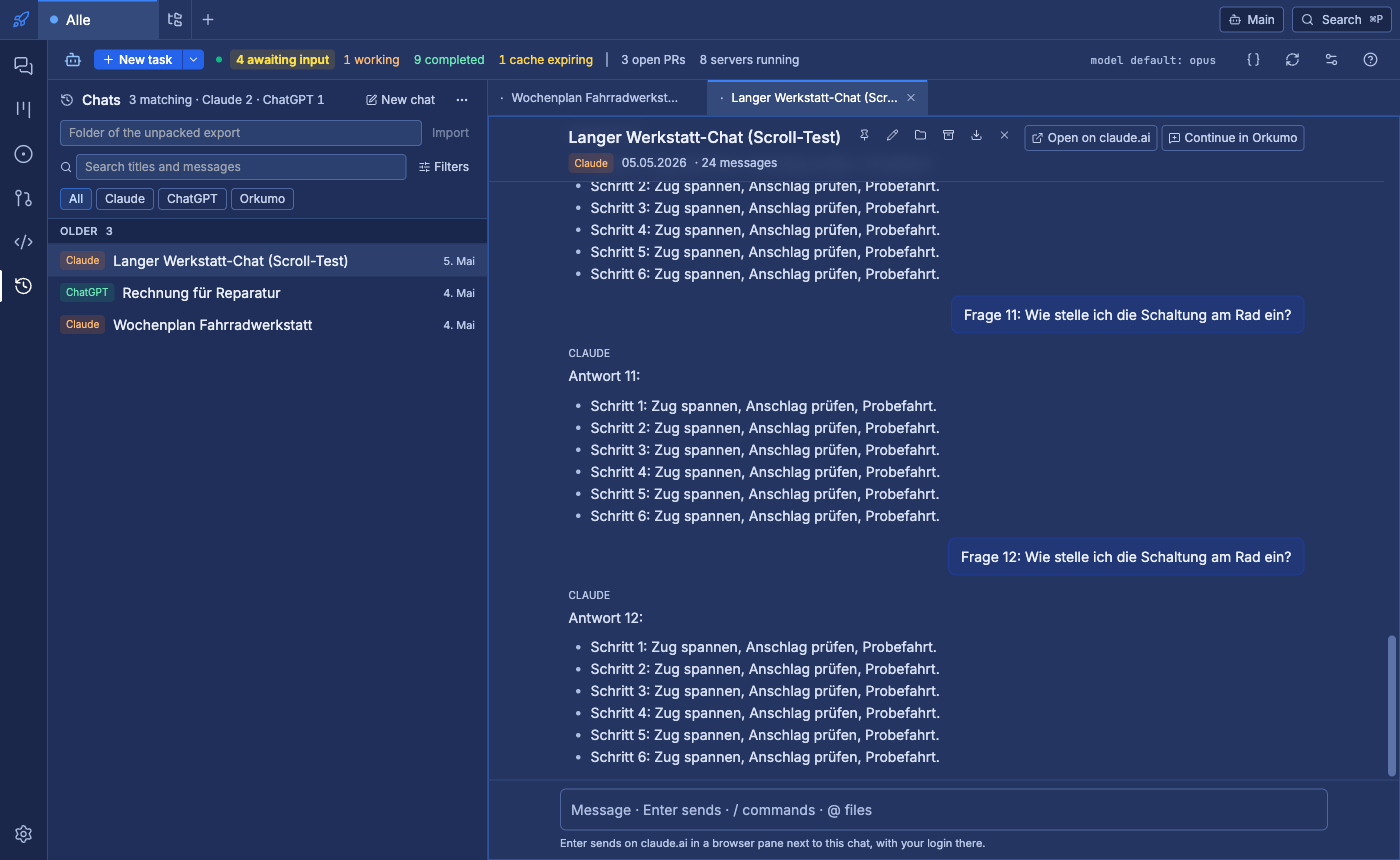 Alle
Main
Search ⌘P
+ New task
4 awaiting input
1 working
9 completed
1 cache expiring
|
3 open PRs
8 servers running
model default: opus
Chats
3 matching · Claude 2 · ChatGPT 1
New chat
Folder of the unpacked export
Import
Search titles and messages
Filters
All
Claude
ChatGPT
Orkumo
OLDER 3
Claude Langer Werkstatt-Chat (Scroll-Test) 5. Mai
ChatGPT Rechnung für Reparatur 4. Mai
Claude Wochenplan Fahrradwerkstatt 4. Mai
· Wochenplan Fahrradwerkst...
· Langer Werkstatt-Chat (Scr...
Langer Werkstatt-Chat (Scroll-Test)
Open on claude.ai
Continue in Orkumo
Claude 05.05.2026 · 24 messages
• Schritt 2: Zug spannen, Anschlag prüfen, Probefahrt.
• Schritt 3: Zug spannen, Anschlag prüfen, Probefahrt.
• Schritt 4: Zug spannen, Anschlag prüfen, Probefahrt.
• Schritt 5: Zug spannen, Anschlag prüfen, Probefahrt.
• Schritt 6: Zug spannen, Anschlag prüfen, Probefahrt.
Frage 11: Wie stelle ich die Schaltung am Rad ein?
CLAUDE
Antwort 11:
• Schritt 1: Zug spannen, Anschlag prüfen, Probefahrt.
• Schritt 2: Zug spannen, Anschlag prüfen, Probefahrt.
• Schritt 3: Zug spannen, Anschlag prüfen, Probefahrt.
• Schritt 4: Zug spannen, Anschlag prüfen, Probefahrt.
• Schritt 5: Zug spannen, Anschlag prüfen, Probefahrt.
• Schritt 6: Zug spannen, Anschlag prüfen, Probefahrt.
Frage 12: Wie stelle ich die Schaltung am Rad ein?
CLAUDE
Antwort 12:
• Schritt 1: Zug spannen, Anschlag prüfen, Probefahrt.
• Schritt 2: Zug spannen, Anschlag prüfen, Probefahrt.
• Schritt 3: Zug spannen, Anschlag prüfen, Probefahrt.
• Schritt 4: Zug spannen, Anschlag prüfen, Probefahrt.
• Schritt 5: Zug spannen, Anschlag prüfen, Probefahrt.
• Schritt 6: Zug spannen, Anschlag prüfen, Probefahrt.
Message · Enter sends · / commands · @ files
Enter sends on claude.ai in a browser pane next to this chat, with your login there.